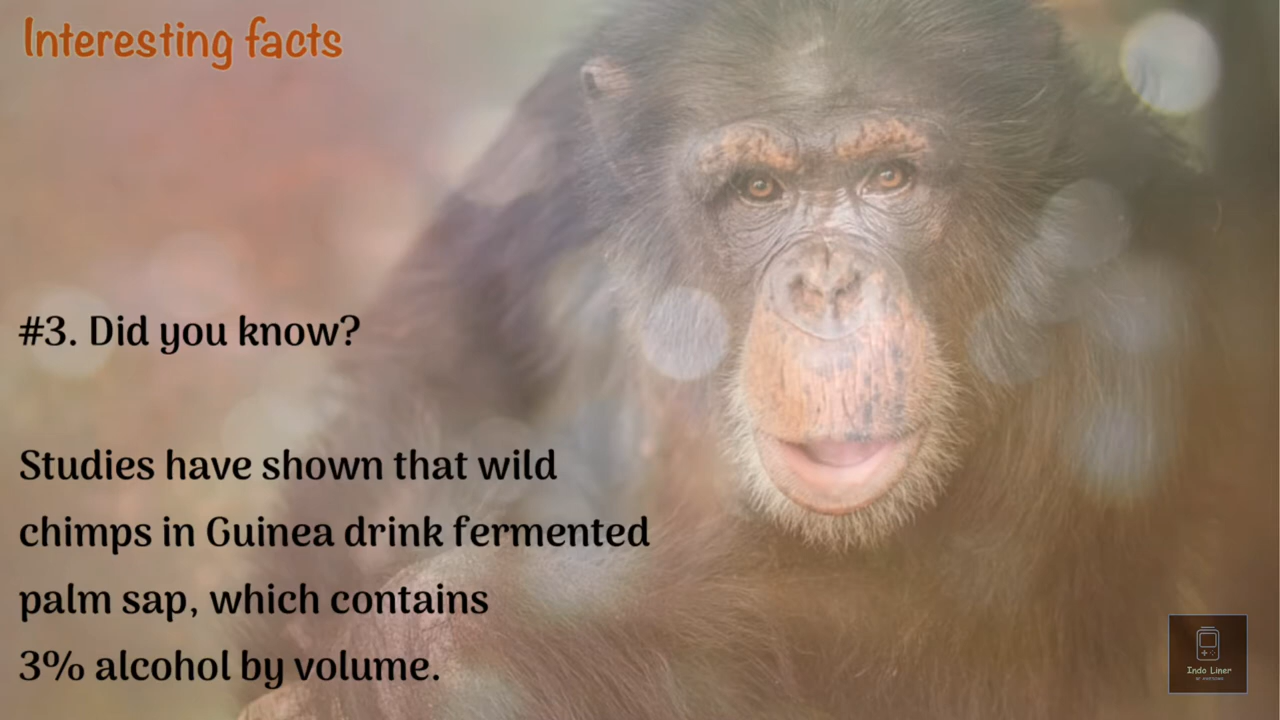 Interesting facts
#3. Did you know?
Studies have shown that wild
chimps in Guinea drink fermented
palm sap, which contains
3% alcohol by volume.
Indo Liner